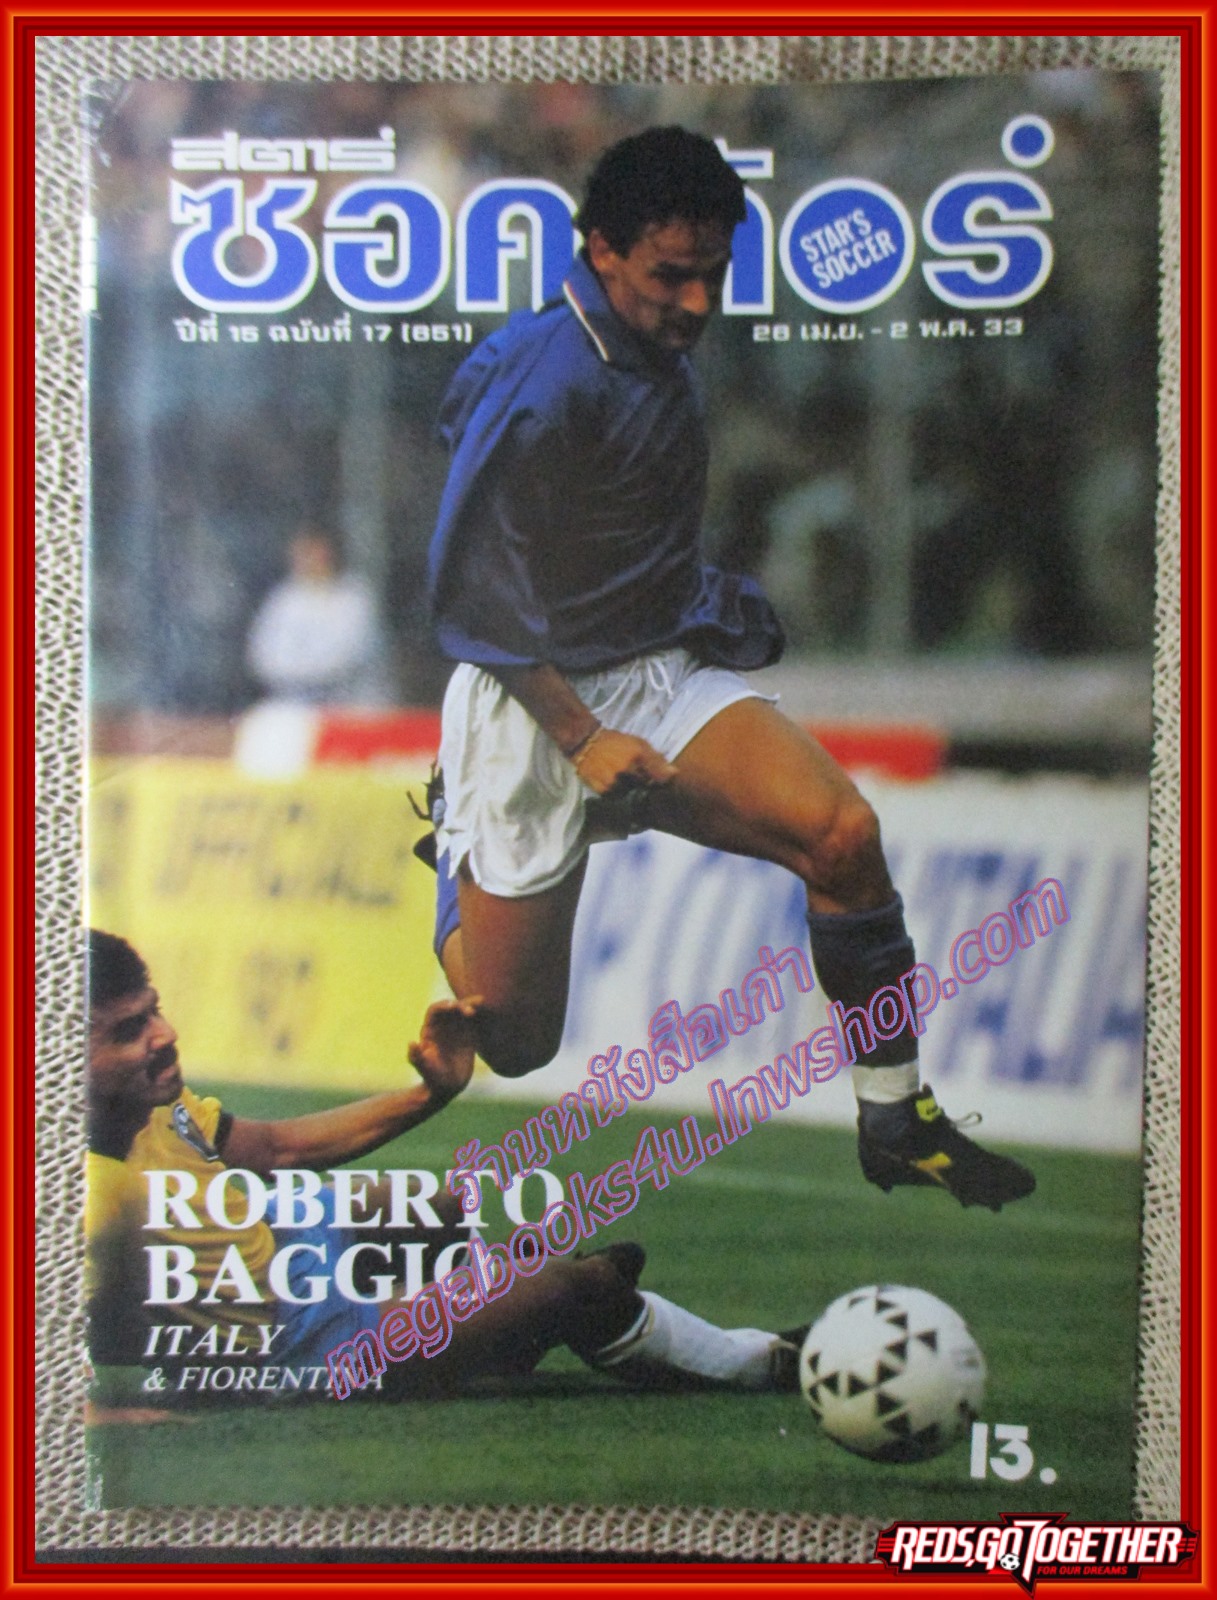 สตาร์
ซอคเก้อร์
STAR'S
SOCCER
ปีที่ 15 ฉบับที่ 17 (651)
26 เม.ย. - 2 พ.ค. 33
ร้านหนังสือเก่า
megabooks4u.lnwshop.com
ROBERTO
BAGGIO
ITALY
& FIORENTINA
13.
REDS,GO TOGETHER
FOR OUR DREAMS